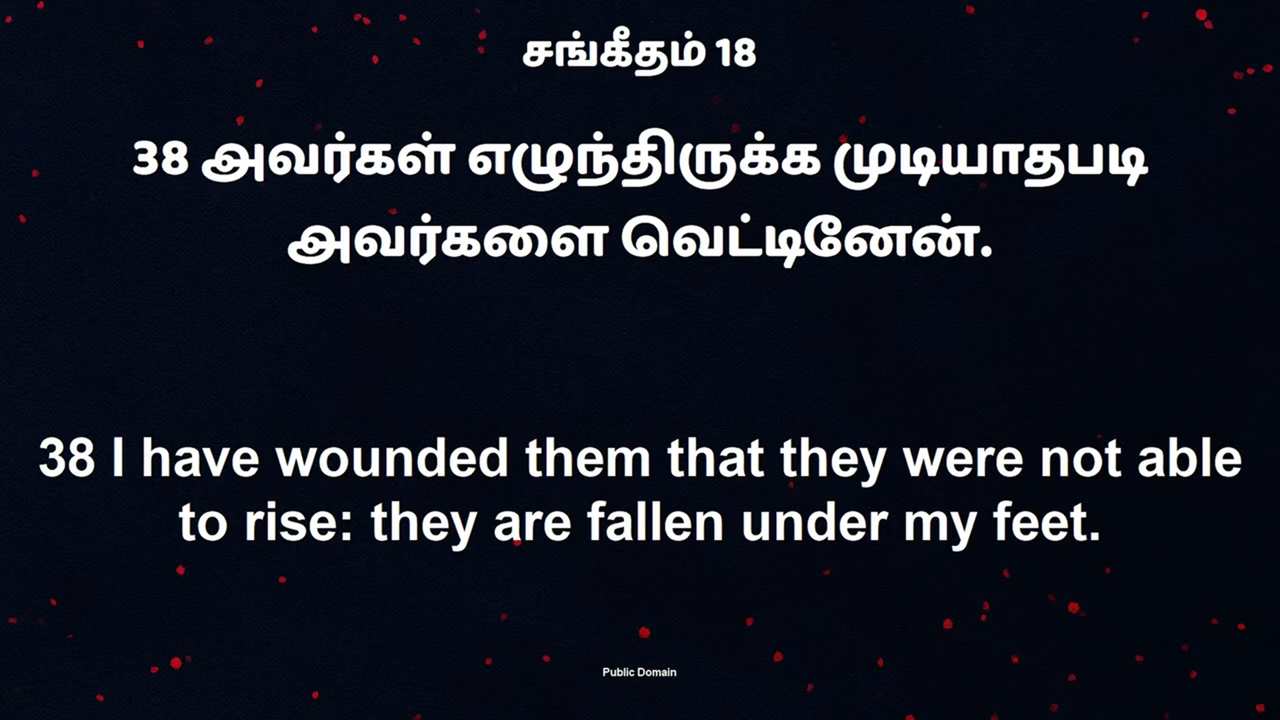 சங்கீதம் 18
38 அவர்கள் எழுந்திருக்க முடியாதபடி
அவர்களை வெட்டினேன்.
38 I have wounded them that they were not able
to rise: they are fallen under my feet.
Public Domain